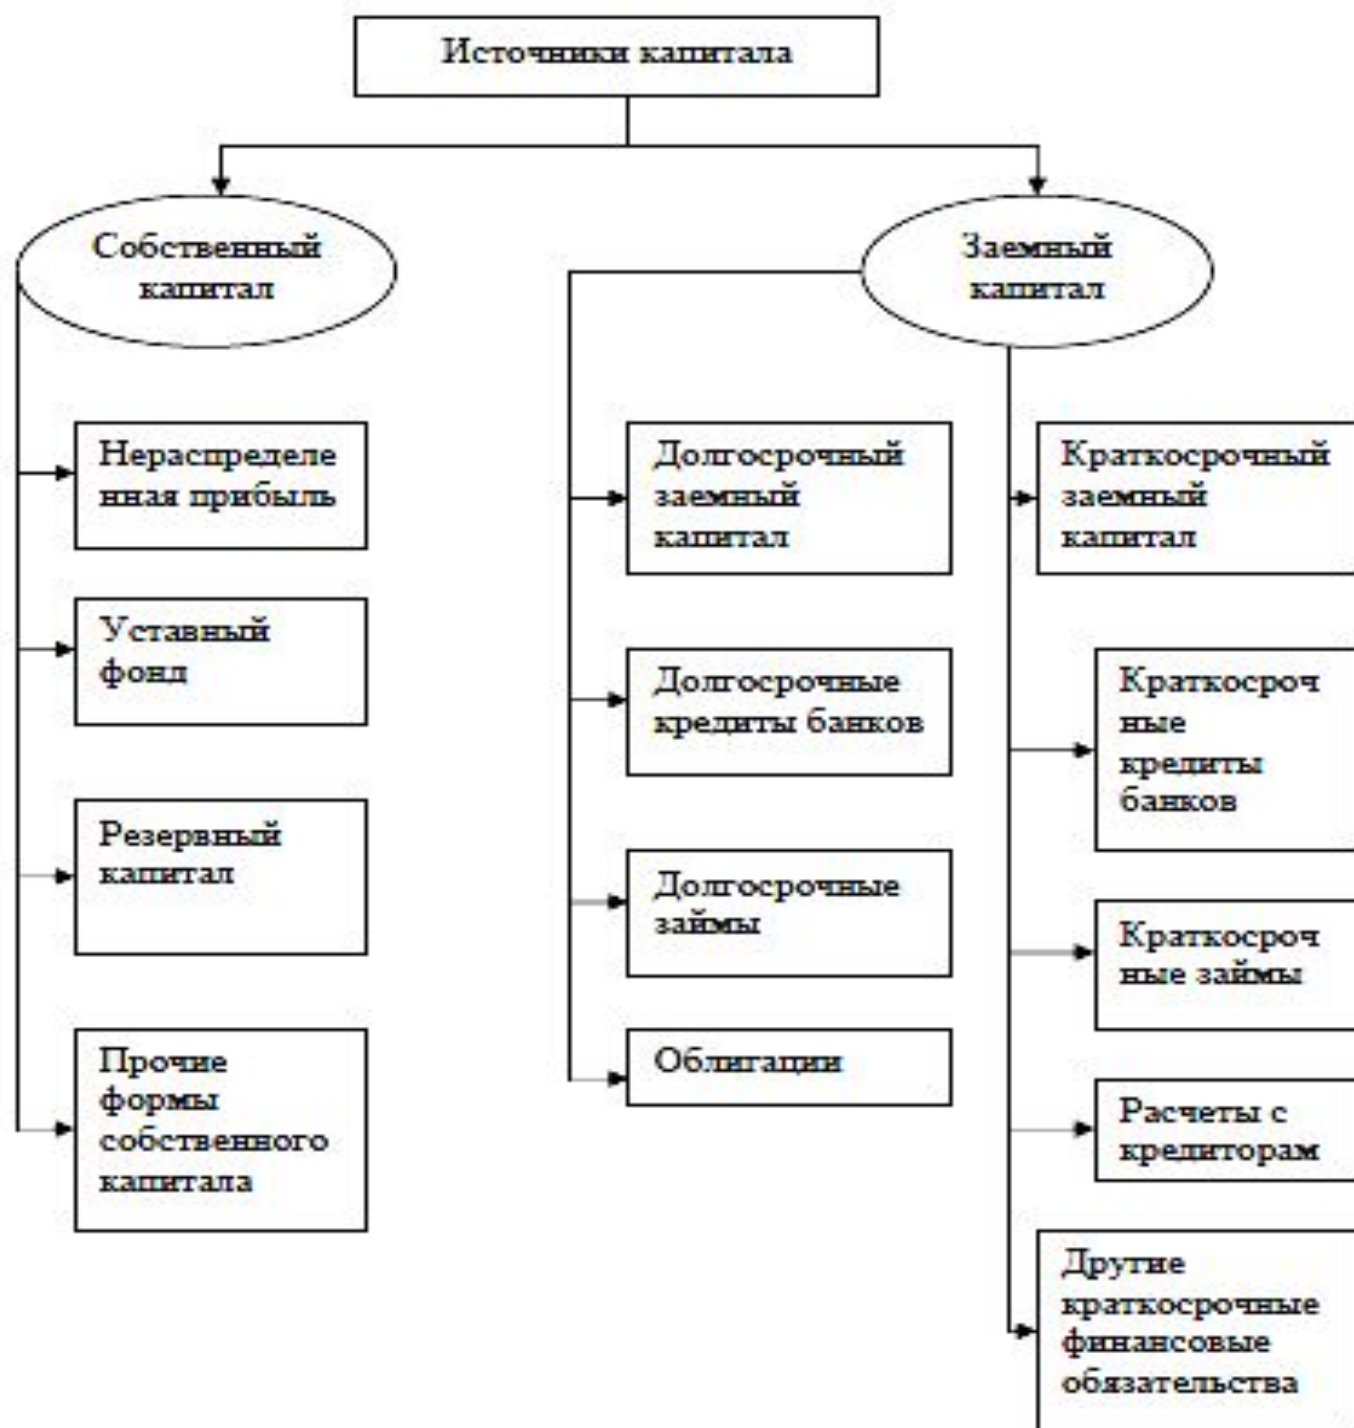 Источники капитала
Собственный
капитал
Заемный
капитал
Нераспределе
нная прибыль
Уставный
фонд
Резервный
капитал
Прочие
формы
собственного
капитала
Долгосрочный
заемный
капитал
Долгосрочные
кредиты банков
Долгосрочные
займы
Облигации
Краткосрочный
заемный
капитал
Краткосроч
ные
кредиты
банков
Краткосроч
ные займы
Расчеты с
кредиторам
Другие
краткосрочные
финансовые
обязательства